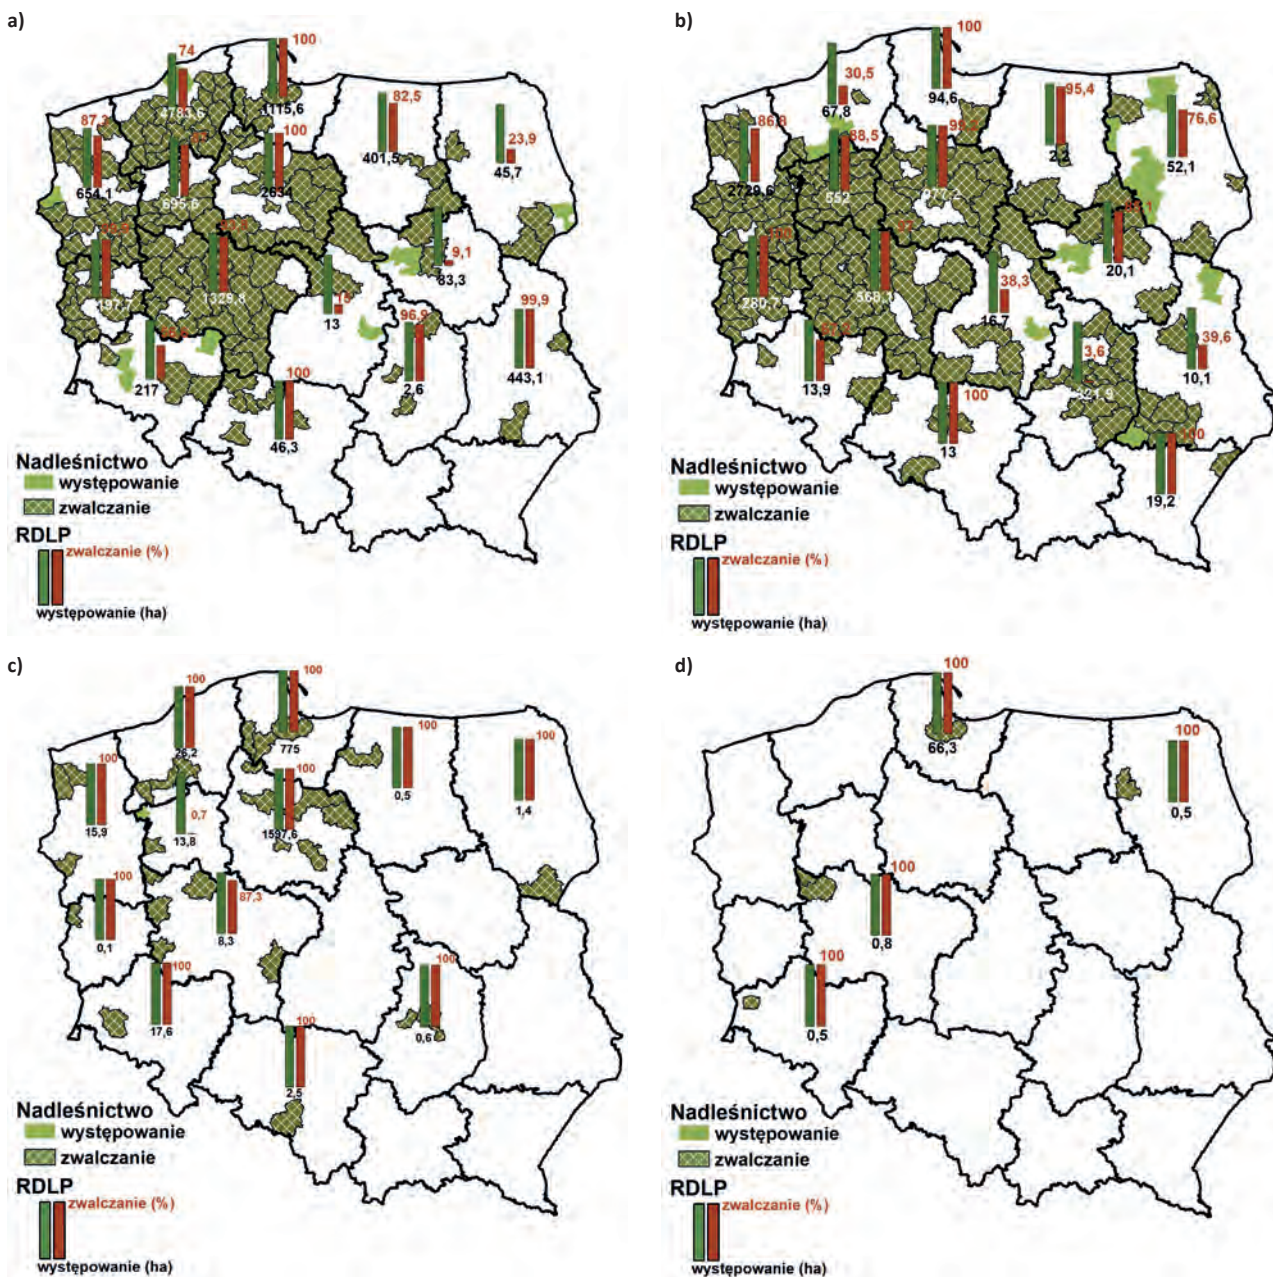 a)
74
100
4783,6
1115,6
87,3
82,5
23,9
654,1
895,6
100
2634
401,5
45,7
9,1
83,3
197,7
1329,8
13
96,9
2,6
99,9
443,1
217
100
46,3
Nadleśnictwo
występowanie
zwalczanie
RDLP
zwalczanie (%)
występowanie (ha)
b)
30,5
100
67,8
94,6
95,4
76,6
52,1
86,8
2729,6
88,5
552
2,2
100
280,7
568,1
38,3
16,7
20,1
13,9
3,6
39,6
10,1
100
13
100
19,2
Nadleśnictwo
występowanie
zwalczanie
RDLP
zwalczanie (%)
występowanie (ha)
c)
100
100
26,2
775
100
0,5
100
1,4
100
15,9
0,7
13,8
100
1597,6
100
0,1
87,3
8,3
100
17,6
100
0,6
100
2,5
Nadleśnictwo
występowanie
zwalczanie
RDLP
zwalczanie (%)
występowanie (ha)
d)
100
66,3
100
0,5
100
0,8
100
0,5
Nadleśnictwo
występowanie
zwalczanie
RDLP
zwalczanie (%)
występowanie (ha)